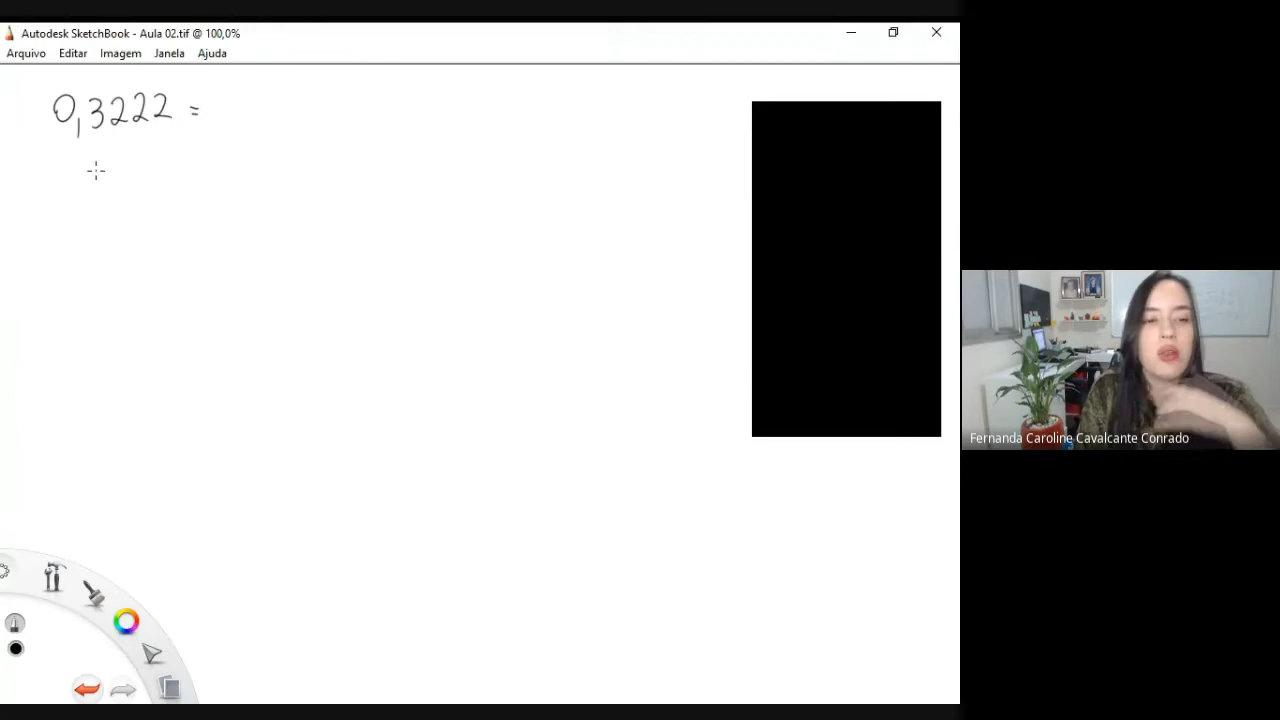 Autodesk SketchBook - Aula 02.tif @ 100,0%
Arquivo Editar Imagem Janela Ajuda
0,3222 =
Fernanda Caroline Cavalcante Conrado